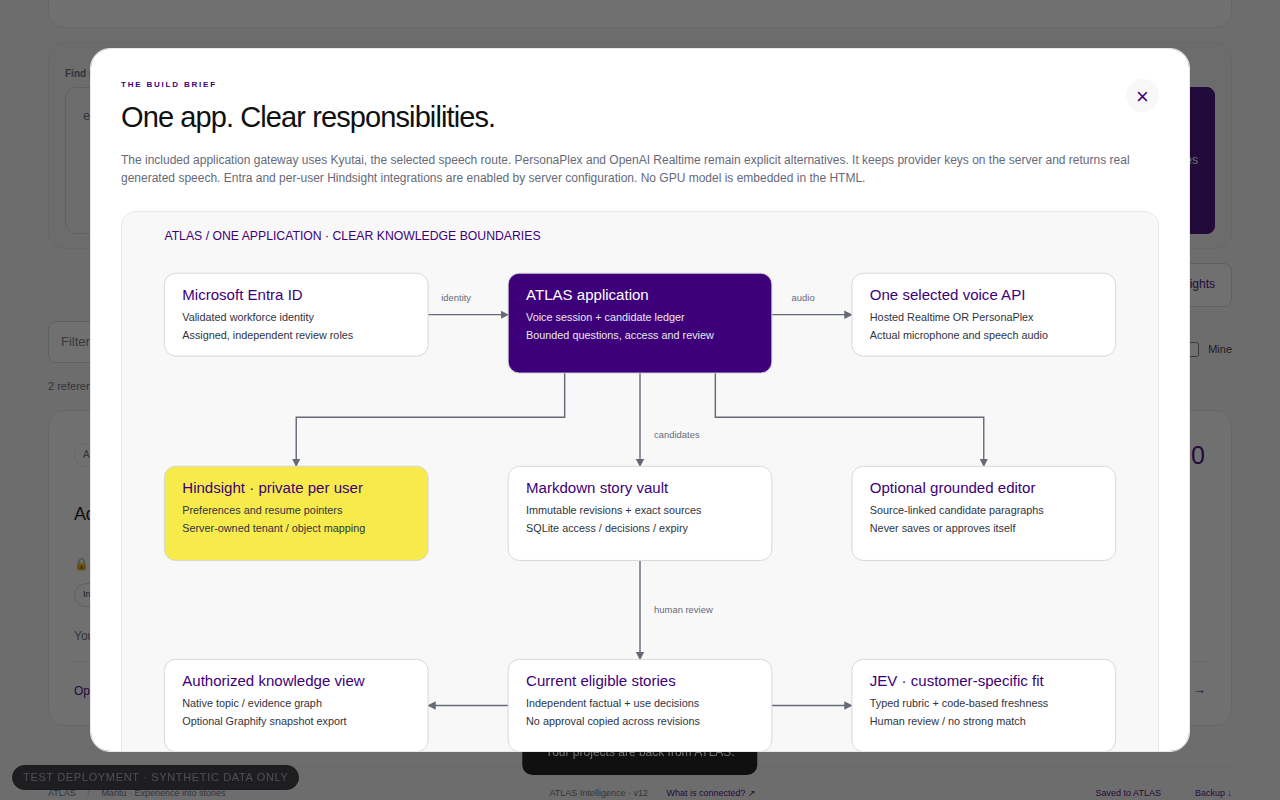 Find
THE BUILD BRIEF
One app. Clear responsibilities.
×
The included application gateway uses Kyutai, the selected speech route. PersonaPlex and OpenAI Realtime remain explicit alternatives. It keeps provider keys on the server and returns real
generated speech. Entra and per-user Hindsight integrations are enabled by server configuration. No GPU model is embedded in the HTML.
ATLAS / ONE APPLICATION · CLEAR KNOWLEDGE BOUNDARIES
Microsoft Entra ID
Validated workforce identity
Assigned, independent review roles
identity
ATLAS application
Voice session + candidate ledger
Bounded questions, access and review
audio
One selected voice API
Hosted Realtime OR PersonaPlex
Actual microphone and speech audio
Filter
Mine
candidates
Hindsight · private per user
Preferences and resume pointers
Server-owned tenant / object mapping
Markdown story vault
Immutable revisions + exact sources
SQLite access / decisions / expiry
Optional grounded editor
Source-linked candidate paragraphs
Never saves or approves itself
human review
Authorized knowledge view
Native topic / evidence graph
Optional Graphify snapshot export
Current eligible stories
Independent factual + use decisions
No approval copied across revisions
JEV · customer-specific fit
Typed rubric + code-based freshness
Human review / no strong match
→
Your projects are back from ATLAS.
TEST DEPLOYMENT · SYNTHETIC DATA ONLY
ATLAS / Mantu · Experience into stories
ATLAS Intelligence · v12
What is connected? ↗
Saved to ATLAS
Backup ↓